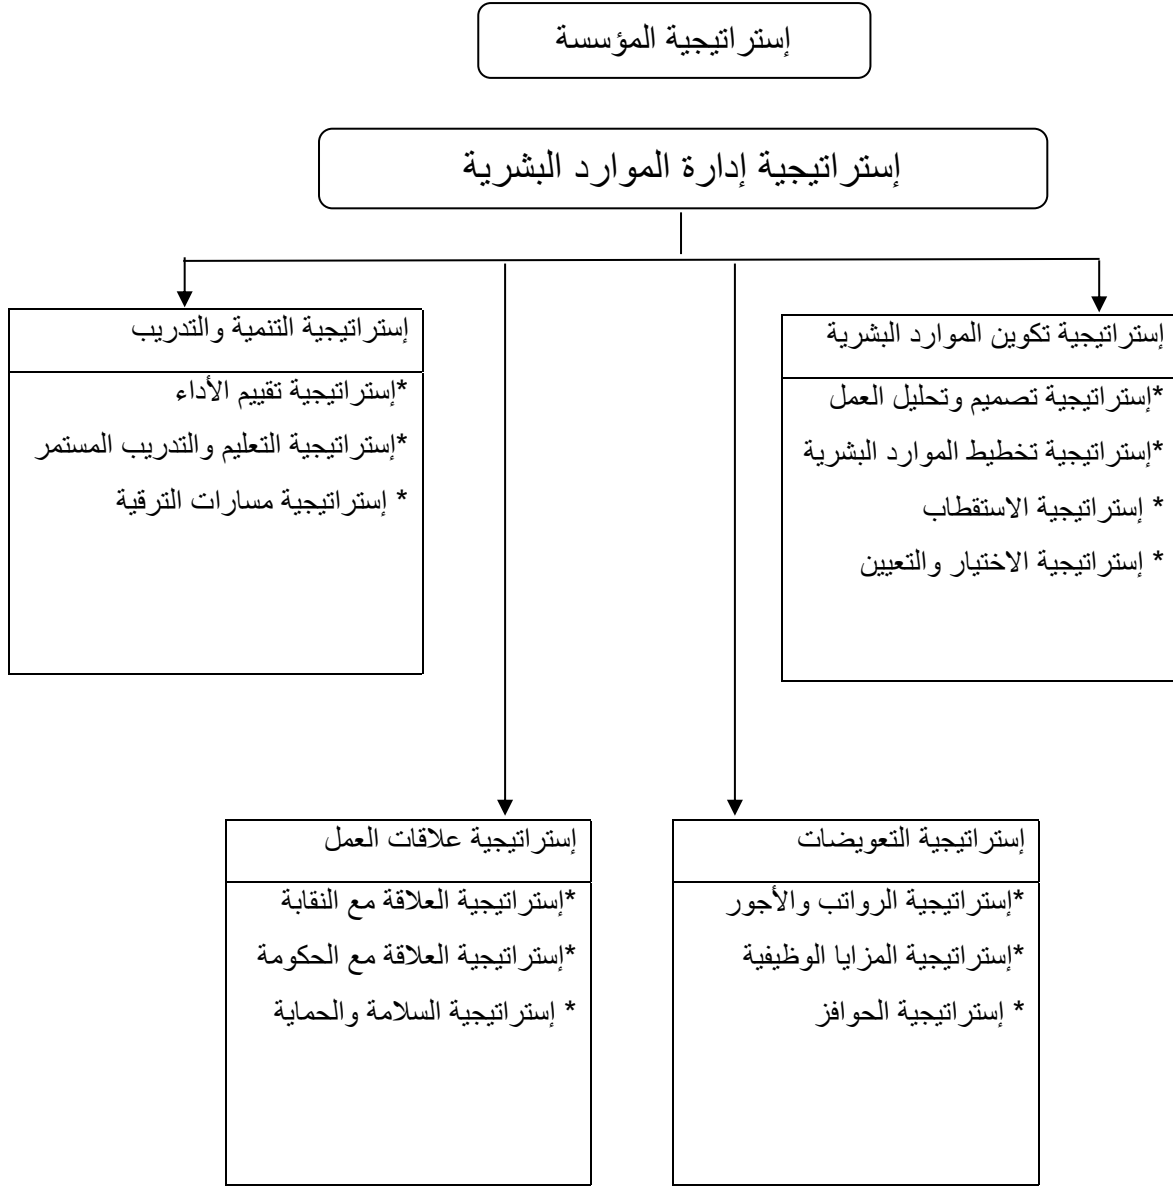 إستراتيجية المؤسسة
إستراتيجية إدارة الموارد البشرية
إستراتيجية تكوين الموارد البشرية
*إستراتيجية تصميم وتحليل العمل
*إستراتيجية تخطيط الموارد البشرية
* إستراتيجية الاستقطاب
* إستراتيجية الاختيار والتعيين
إستراتيجية التنمية والتدريب
*إستراتيجية تقييم الأداء
*إستراتيجية التعليم والتدريب المستمر
* إستراتيجية مسارات الترقية
إستراتيجية التعويضات
*إستراتيجية الرواتب والأجور
*إستراتيجية المزايا الوظيفية
* إستراتيجية الحوافز
إستراتيجية علاقات العمل
*إستراتيجية العلاقة مع النقابة
*إستراتيجية العلاقة مع الحكومة
* إستراتيجية السلامة والحماية